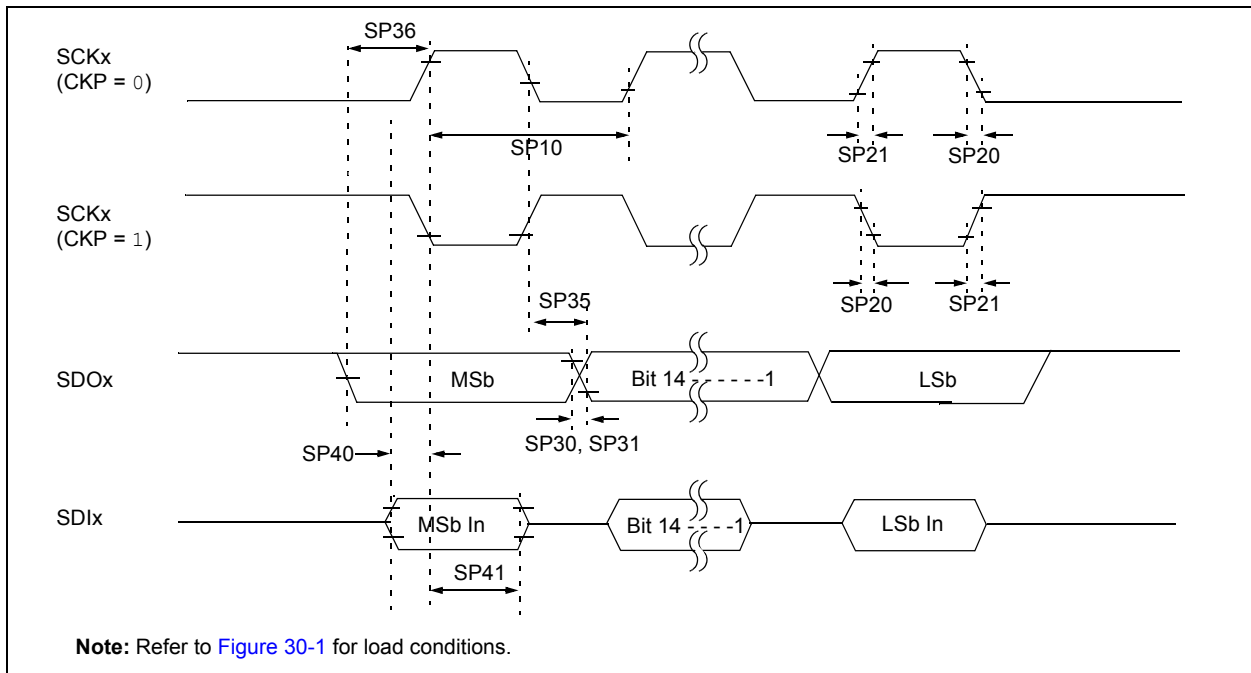 SP36
SCKx
(CKP = 0)
SP10
SP21
SP20
SCKx
(CKP = 1)
SP35
SP20
SP21
SDOx
MSb
Bit 14 - - - - - -1
LSb
SP30, SP31
SP40
SDIx
MSb In
Bit 14 - - - - -1
LSb In
SP41
Note: Refer to Figure 30-1 for load conditions.